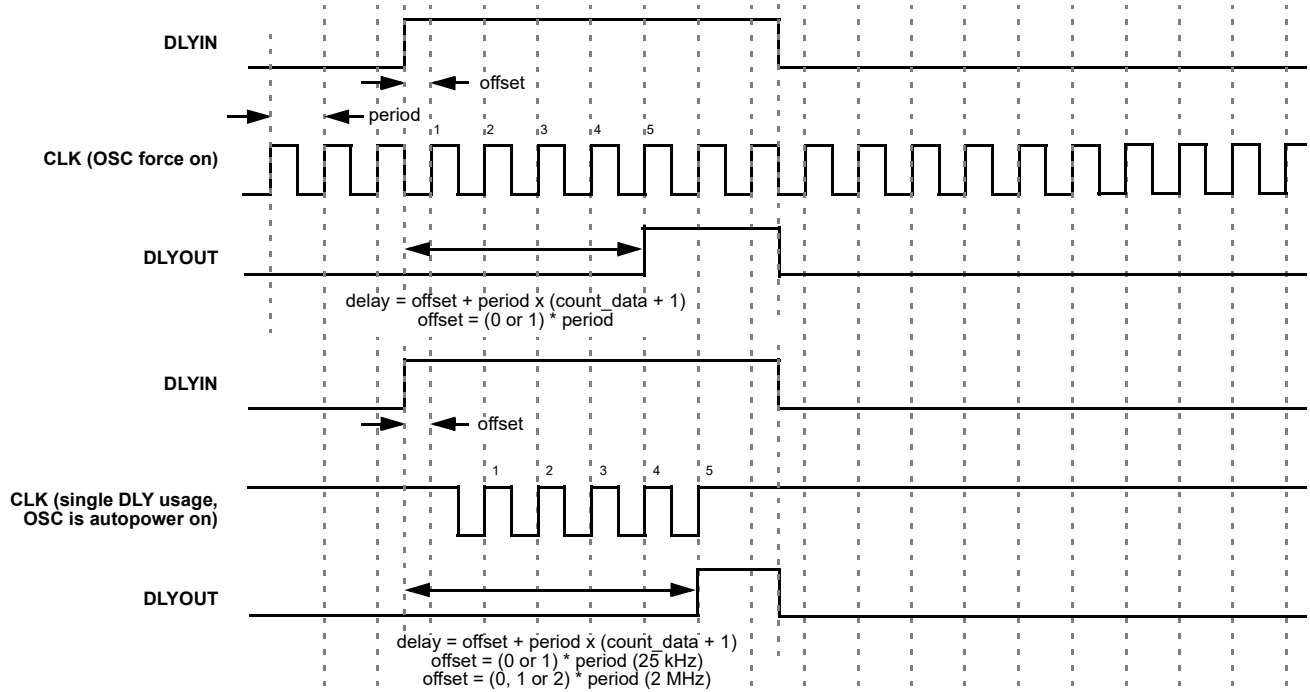 DLYIN
offset
period
1 2 3 4 5
CLK (OSC force on)
DLYOUT
delay = offset + period x (count_data + 1)
offset = (0 or 1) * period
DLYIN
offset
1 2 3 4 5
CLK (single DLY usage,
OSC is autopower on)
DLYOUT
delay = offset + period x (count_data + 1)
offset = (0 or 1) * period (25 kHz)
offset = (0, 1 or 2) * period (2 MHz)